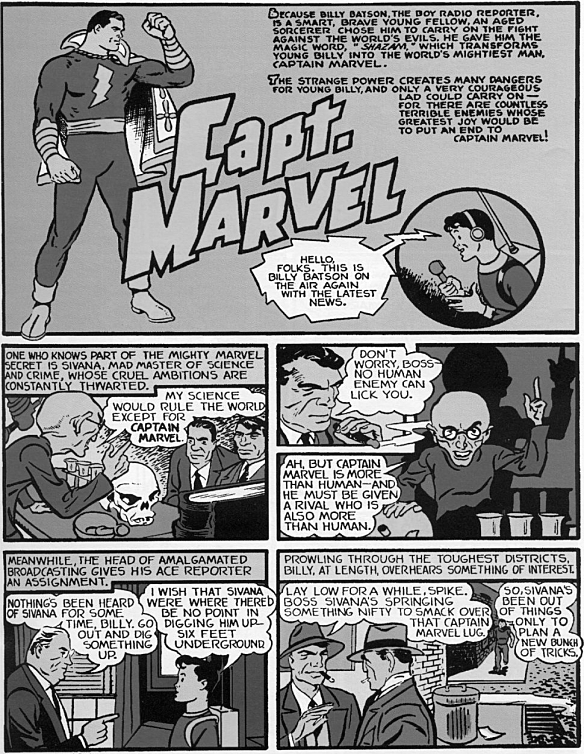 BECAUSE BILLY BATSON, THE BOY RADIO REPORTER,
IS A SMART, BRAVE YOUNG FELLOW, AN AGED
SORCERER CHOSE HIM TO CARRY ON THE FIGHT
AGAINST THE WORLD'S EVILS. HE GAVE HIM THE
MAGIC WORD, "SHAZAM," WHICH TRANSFORMS
YOUNG BILLY INTO THE WORLD'S MIGHTIEST MAN,
CAPTAIN MARVEL.
THE STRANGE POWER CREATES MANY DANGERS
FOR YOUNG BILLY, AND ONLY A VERY COURAGEOUS
LAD COULD CARRY ON —
FOR THERE ARE COUNTLESS
TERRIBLE ENEMIES WHOSE
GREATEST JOY WOULD BE
TO PUT AN END TO
CAPTAIN MARVEL!
Capt.
MARVEL
HELLO,
FOLKS. THIS IS
BILLY BATSON ON
THE AIR AGAIN
WITH THE LATEST
NEWS.
ONE WHO KNOWS PART OF THE MIGHTY MARVEL
SECRET IS SIVANA, MAD MASTER OF SCIENCE
AND CRIME, WHOSE CRUEL AMBITIONS ARE
CONSTANTLY THWARTED.
MY SCIENCE
WOULD RULE THE WORLD
EXCEPT FOR
CAPTAIN
MARVEL.
DON'T
WORRY, BOSS-
NO HUMAN
ENEMY CAN
LICK YOU.
AH, BUT CAPTAIN
MARVEL IS MORE
THAN HUMAN—AND
HE MUST BE GIVEN
A RIVAL WHO IS
ALSO MORE
THAN HUMAN.
MEANWHILE, THE HEAD OF AMALGAMATED
BROADCASTING GIVES HIS ACE REPORTER
AN ASSIGNMENT.
NOTHING'S BEEN HEARD
OF SIVANA FOR SOME
TIME, BILLY. GO
OUT AND DIG
SOMETHING
UP.
I WISH THAT SIVANA
WERE WHERE THERE'D
BE NO POINT IN
DIGGING HIM UP-
SIX FEET
UNDERGROUND.
PROWLING THROUGH THE TOUGHEST DISTRICTS,
BILLY, AT LENGTH, OVERHEARS SOMETHING OF INTEREST.
LAY LOW FOR A WHILE, SPIKE.
BOSS SIVANA'S SPRINGING
SOMETHING NIFTY TO SMACK OVER
THAT CAPTAIN
MARVEL LUG.
SO, SIVANA'S
BEEN OUT
OF THINGS
ONLY TO
PLAN A
NEW BUNCH
OF TRICKS.